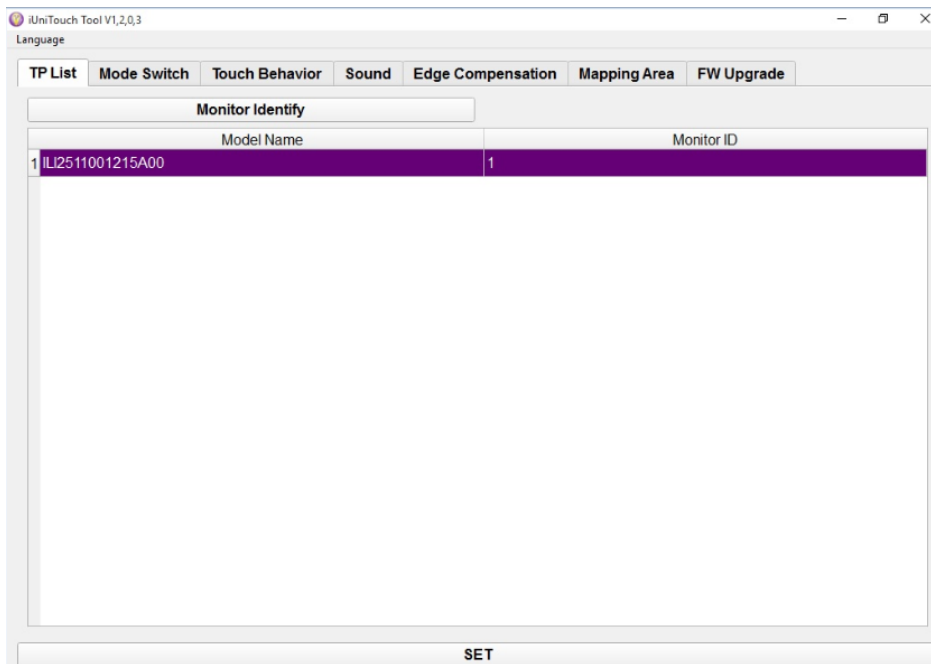 iUniTouch Tool V1,2,0,3
Language
TP List Mode Switch Touch Behavior Sound Edge Compensation Mapping Area FW Upgrade
Monitor Identify
Model Name Monitor ID
1 ILI2511001215A00 1
SET